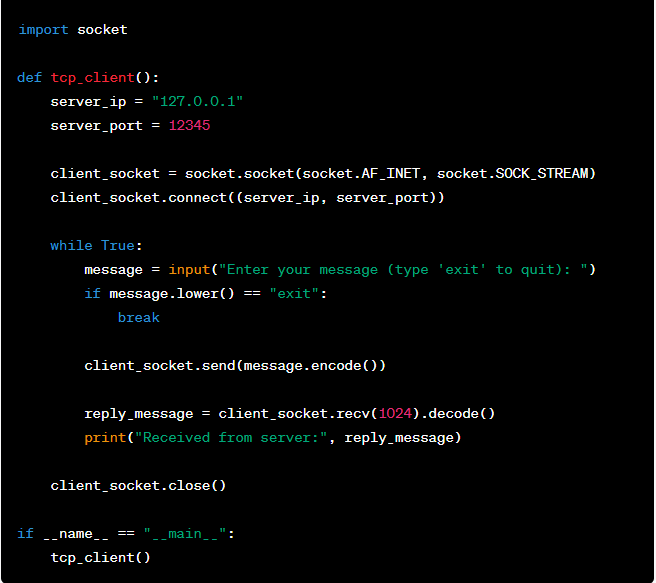 import socket
def tcp_client():
    server_ip = "127.0.0.1"
    server_port = 12345
    client_socket = socket.socket(socket.AF_INET, socket.SOCK_STREAM)
    client_socket.connect((server_ip, server_port))
    while True:
        message = input("Enter your message (type 'exit' to quit): ")
        if message.lower() == "exit":
            break
        client_socket.send(message.encode())
        reply_message = client_socket.recv(1024).decode()
        print("Received from server:", reply_message)
    client_socket.close()
if __name__ == "__main__":
    tcp_client()